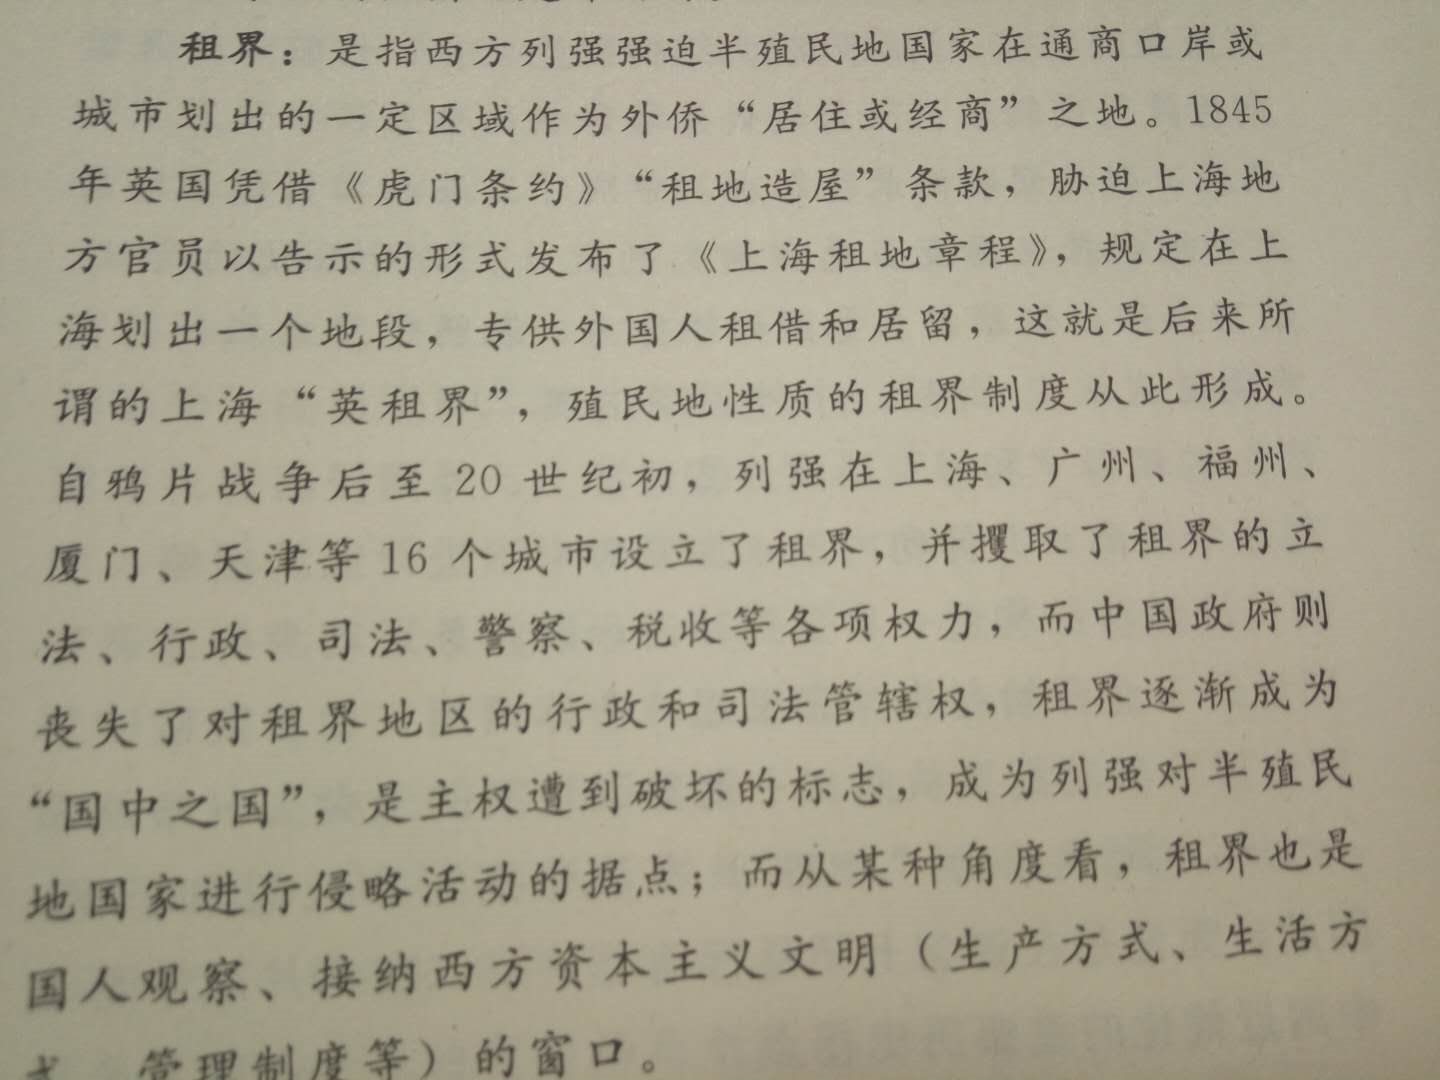 租界：是指西方列强强迫半殖民地国家在通商口岸或
城市划出的一定区域作为外侨“居住或经商”之地。1845
年英国凭借《虎门条约》“租地造屋”条款，胁迫上海地
方官员以告示的形式发布了《上海租地章程》，规定在上
海划出一个地段，专供外国人租借和居留，这就是后来所
谓的上海“英租界”，殖民地性质的租界制度从此形成。
自鸦片战争后至20世纪初，列强在上海、广州、福州、
厦门、天津等16个城市设立了租界，并攫取了租界的立
法、行政、司法、警察、税收等各项权力，而中国政府则
丧失了对租界地区的行政和司法管辖权，租界逐渐成为
“国中之国”，是主权遭到破坏的标志，成为列强对半殖民
地国家进行侵略活动的据点；而从某种角度看，租界也是
国人观察、接纳西方资本主义文明（生产方式、生活方
式、管理制度等）的窗口。